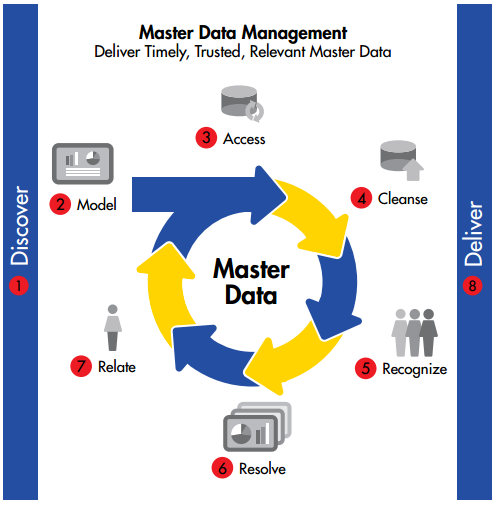 Master Data Management
Deliver Timely, Trusted, Relevant Master Data
1 Discover
2 Model
3 Access
4 Cleanse
5 Recognize
6 Resolve
7 Relate
8 Deliver
Master
Data